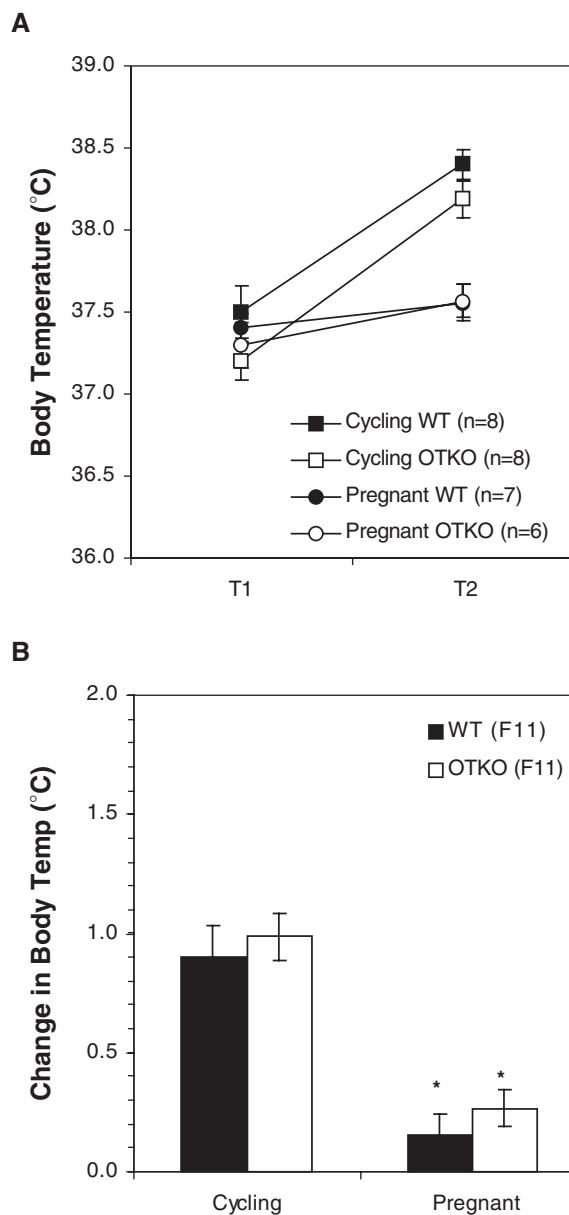 A
Body Temperature (°C)
39.0
38.5
38.0
37.5
37.0
36.5
36.0
Cycling WT (n=8)
Cycling OTKO (n=8)
Pregnant WT (n=7)
Pregnant OTKO (n=6)
T1 T2
B
Change in Body Temp (°C)
2.0
1.5
1.0
0.5
0.0
WT (F11)
OTKO (F11)
* *
Cycling Pregnant